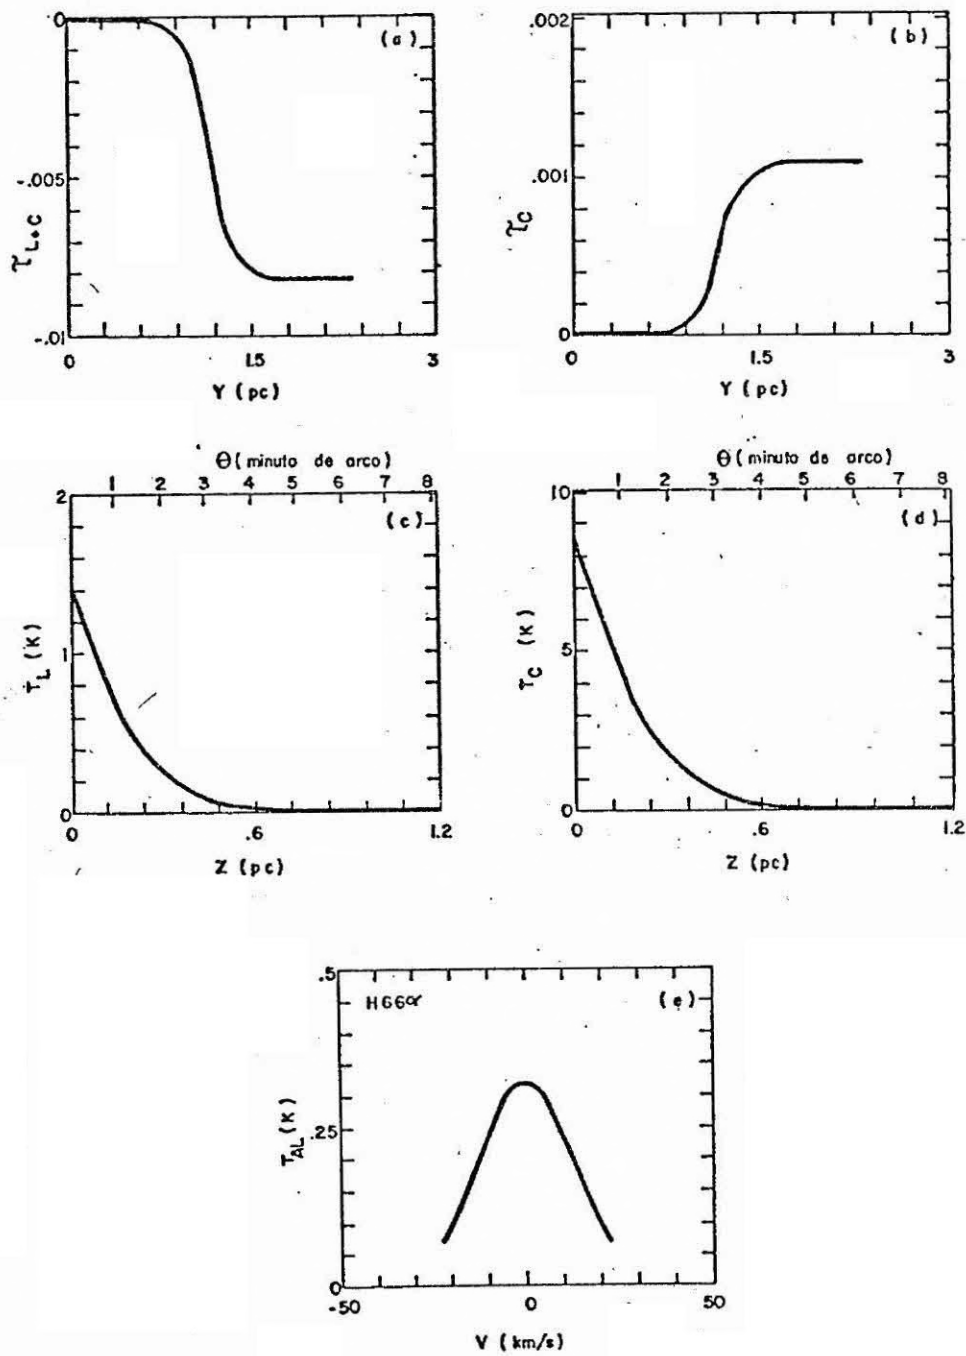 0
-.005
-.01
τL+C
(a)
0
1.5
3
Y (pc)
.002
.001
0
τC
(b)
0
1.5
3
Y (pc)
θ (minuto de arco)
1 2 3 4 5 6 7 8
2
1
0
TL (K)
(c)
0
.6
1.2
Z (pc)
θ (minuto de arco)
1 2 3 4 5 6 7 8
10
5
0
TC (K)
(d)
0
.6
1.2
Z (pc)
.5
.25
0
TAL (K)
H66α
(e)
-50
0
50
V (km/s)